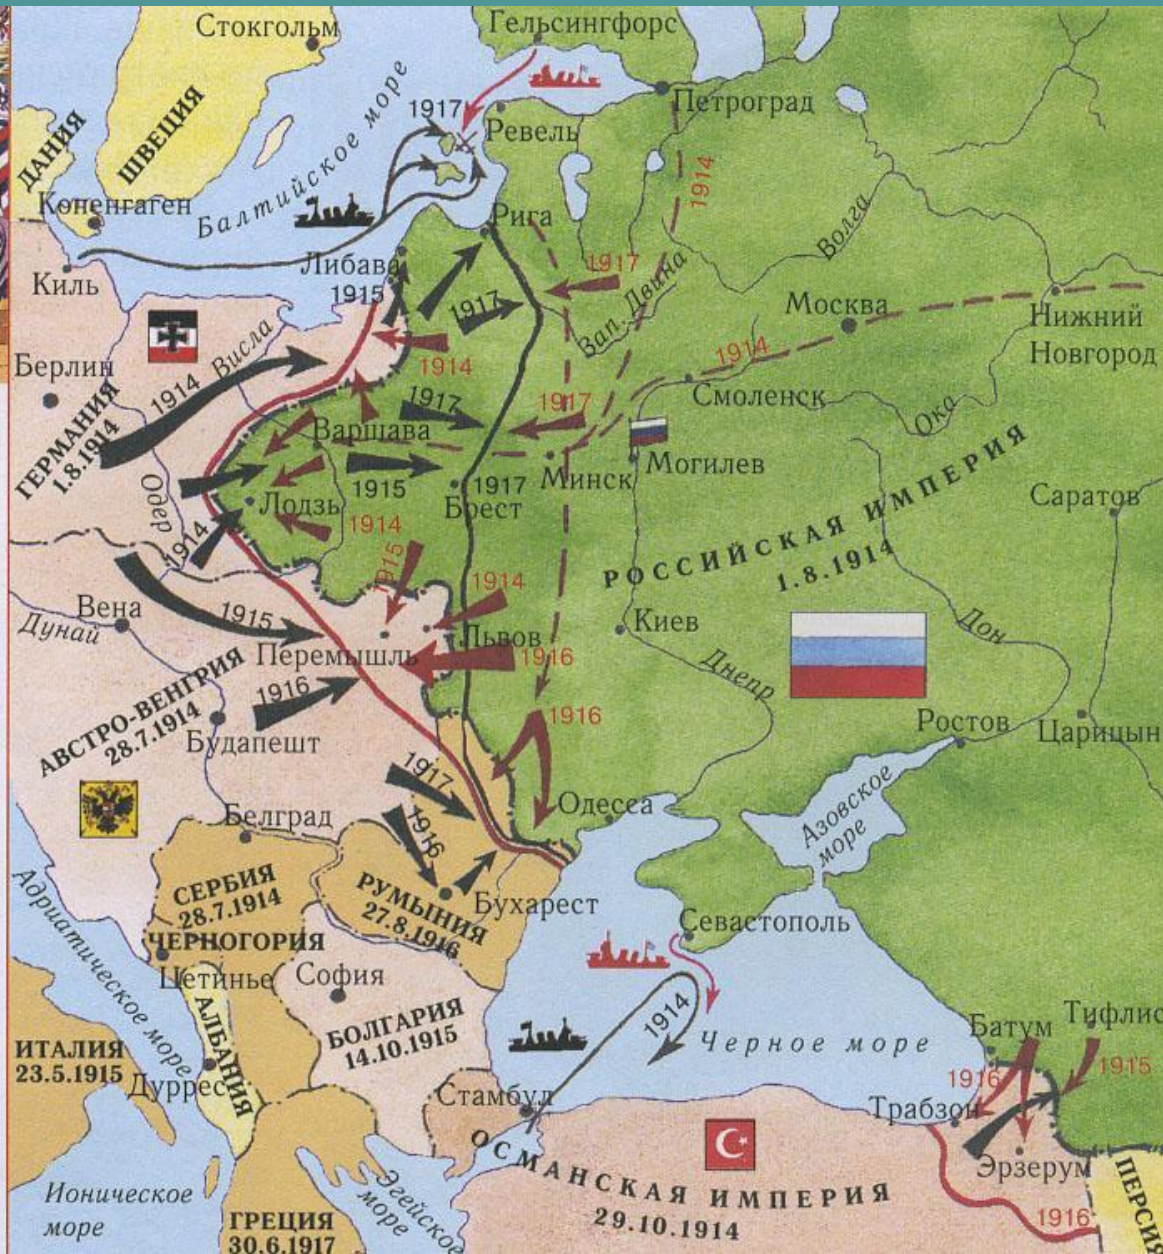 Стокгольм
Гельсингфорс
Петроград
Ревель
1917
Балтийское море
ДАНИЯ
ШВЕЦИЯ
Копенгаген
1914
Рига
Волга
Либава
1915
Киль
1917
Зап. Двина
1917
Москва
Нижний
Новгород
Висла
Берлин
1914
1914
1914
Смоленск
Ока
1917
1917
ГЕРМАНИЯ
1.8.1914
Варшава
Минск
Могилев
Одер
1915
Лодзь
1917
Брест
Саратов
РОССИЙСКАЯ ИМПЕРИЯ
1.8.1914
1914
1914
1915
1914
Вена
Дунай
1915
Львов
Киев
Дон
Перемышль
1916
Днепр
1916
АВСТРО-ВЕНГРИЯ
28.7.1914
Будапешт
1916
Ростов
Царицын
1917
Одесса
Азовское
море
Белград
1916
СЕРБИЯ
28.7.1914
РУМЫНИЯ
27.8.1916
Бухарест
Адриатическое море
ЧЕРНОГОРИЯ
Цетинье
София
Севастополь
АЛБАНИЯ
БОЛГАРИЯ
14.10.1915
1914
Черное море
Батум
Тифлис
ИТАЛИЯ
23.5.1915
Дуррес
1916
1915
Стамбул
Трабзон
ОСМАНСКАЯ ИМПЕРИЯ
29.10.1914
Эрзерум
ПЕРСИЯ
Ионическое
море
Эгейское
море
ГРЕЦИЯ
30.6.1917
1916